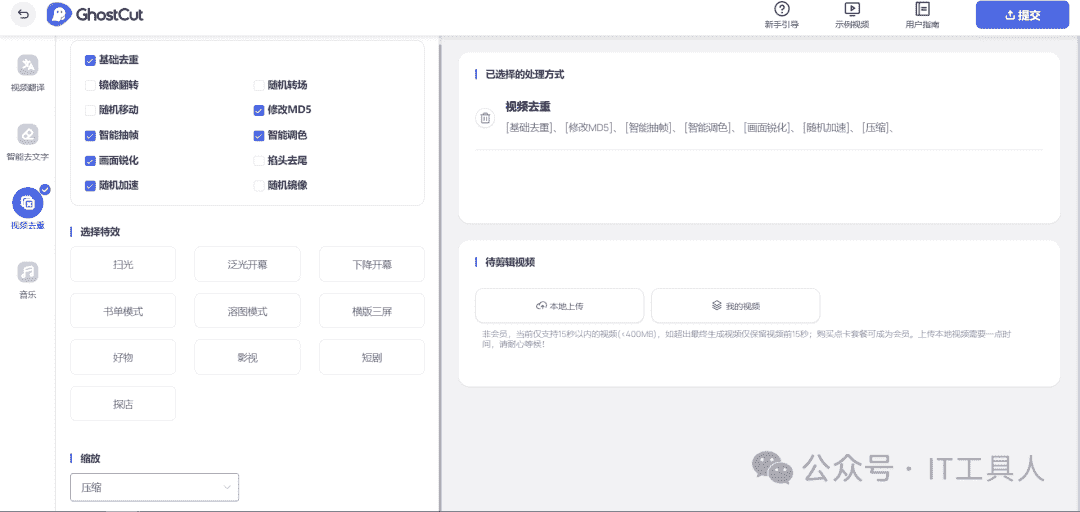 GhostCut
新手引导
示例视频
用户指南
提交
视频翻译
智能去文字
视频去重
音乐
基础去重
镜像翻转
随机转场
随机移动
修改MD5
智能抽帧
智能调色
画面锐化
掐头去尾
随机加速
随机镜像
选择特效
扫光
泛光开幕
下降开幕
书单模式
溶图模式
横版三屏
好物
影视
短剧
探店
缩放
压缩
已选择的处理方式
视频去重
[基础去重]、[修改MD5]、[智能抽帧]、[智能调色]、[画面锐化]、[随机加速]、[压缩]、
待剪辑视频
本地上传
我的视频
非会员，当前仅支持15秒以内的视频(<400MB)，如超出最终生成视频仅保留视频前15秒；购买点卡套餐可成为会员。上传本地视频需要一点时
间，请耐心等候！
公众号·IT工具人